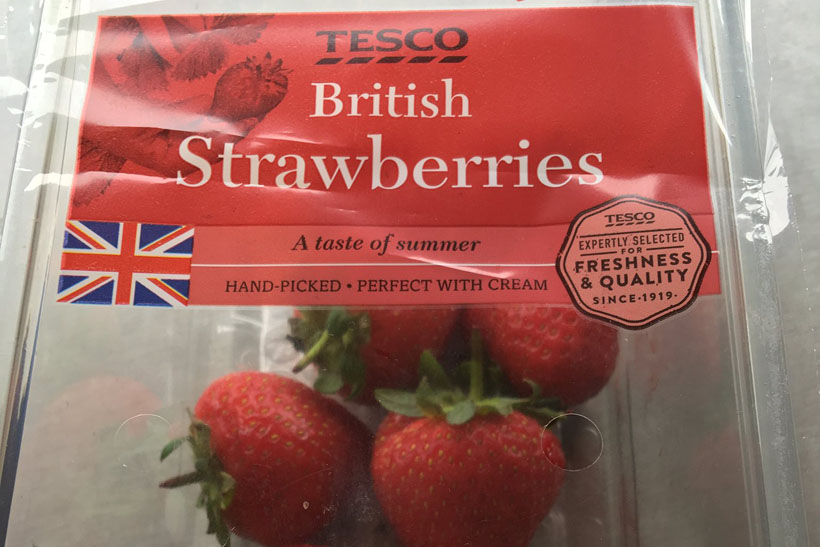 TESCO
British
Strawberries
A taste of summer
HAND-PICKED • PERFECT WITH CREAM
TESCO
EXPERTLY SELECTED
FOR
FRESHNESS
& QUALITY
SINCE•1919•